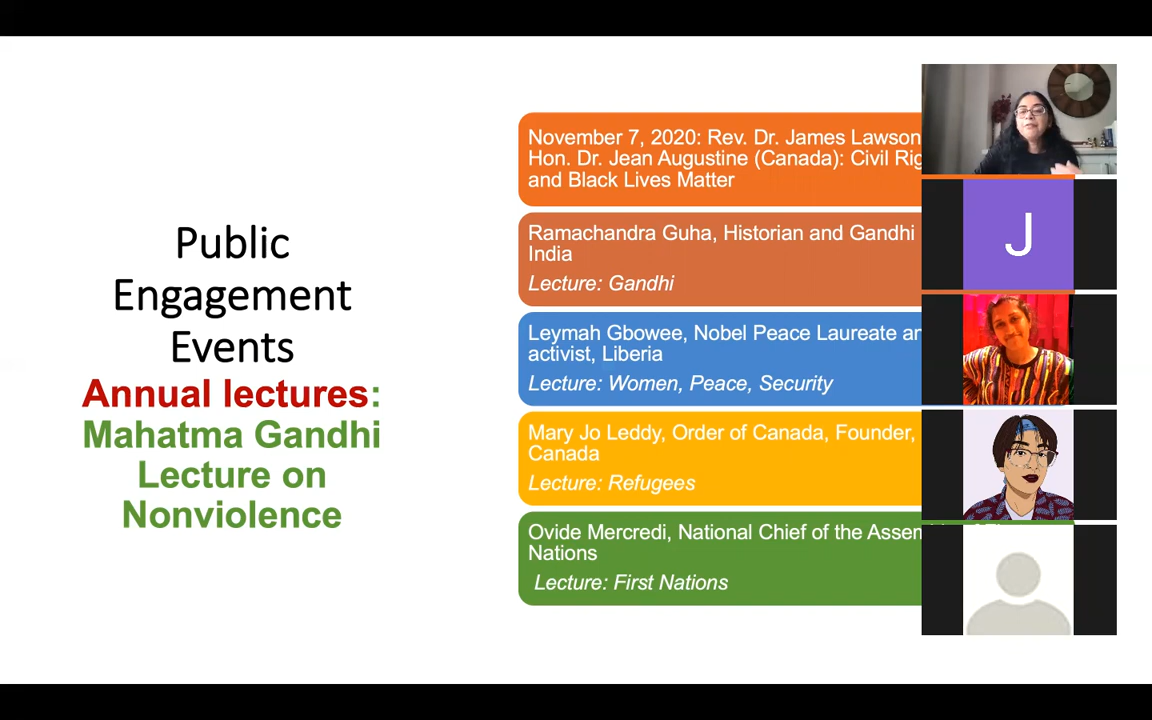 Public
Engagement
Events
Annual lectures:
Mahatma Gandhi
Lecture on
Nonviolence
November 7, 2020: Rev. Dr. James Lawson
Hon. Dr. Jean Augustine (Canada): Civil
and Black Lives Matter
Ramachandra Guha, Historian and Gandhi
India
Lecture: Gandhi
Leymah Gbowee, Nobel Peace Laureate
activist, Liberia
Lecture: Women, Peace, Security
Mary Jo Leddy, Order of Canada, Founder,
Canada
Lecture: Refugees
Ovide Mercredi, National Chief of the
Nations
Lecture: First Nations
J